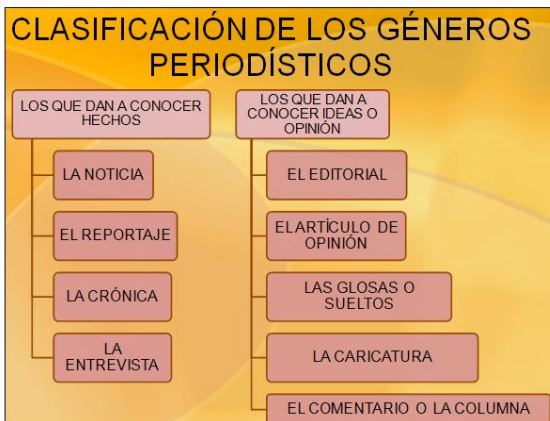 CLASIFICACIÓN DE LOS GÉNEROS
PERIODÍSTICOS
LOS QUE DAN A CONOCER
HECHOS
LA NOTICIA
EL REPORTAJE
LA CRÓNICA
LA
ENTREVISTA
LOS QUE DAN A
CONOCER IDEAS O
OPINIÓN
EL EDITORIAL
EL ARTÍCULO DE
OPINIÓN
LAS GLOSAS O
SUELTOS
LA CARICATURA
EL COMENTARIO O LA COLUMNA